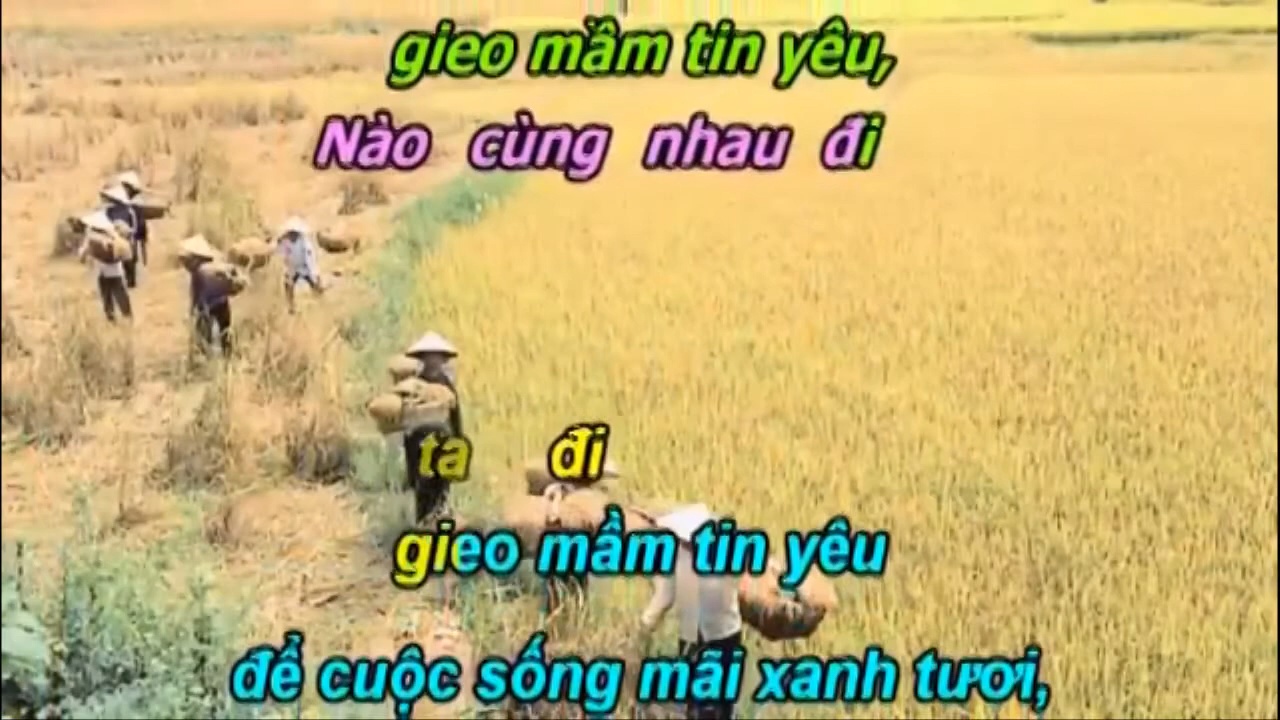 gieo mầm tin yêu,
Nào cùng nhau đi
ta đi
gieo mầm tin yêu
để cuộc sống mãi xanh tươi,